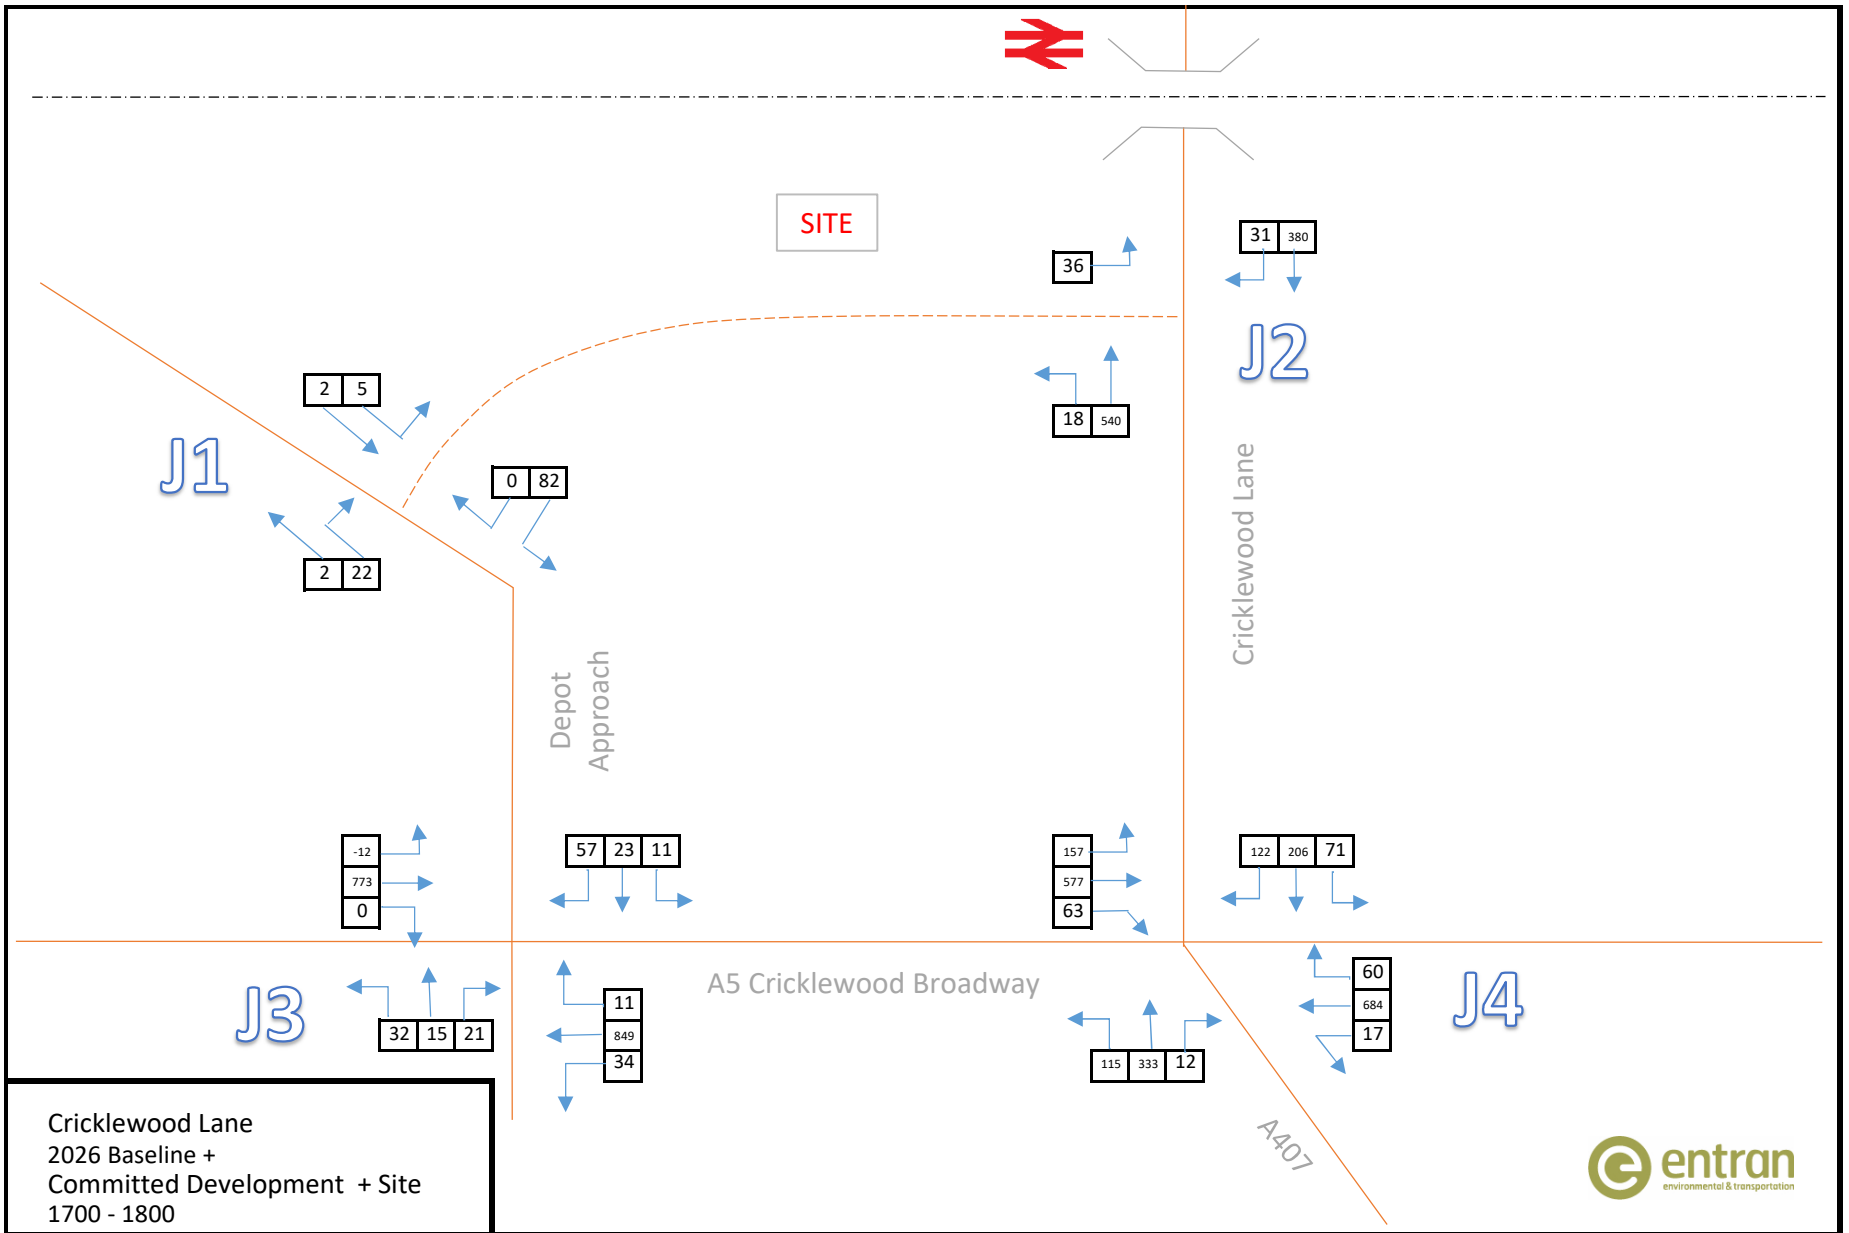 SITE
36
31 380
J2
18 540
2 5
J1
0 82
2 22
Cricklewood Lane
Depot
Approach
-12
773
0
57 23 11
157
577
63
122 206 71
J3
32 15 21
11
849
34
A5 Cricklewood Broadway
115 333 12
60
684
17
J4
A407
Cricklewood Lane
2026 Baseline +
Committed Development + Site
1700 - 1800
entran
environmental & transportation